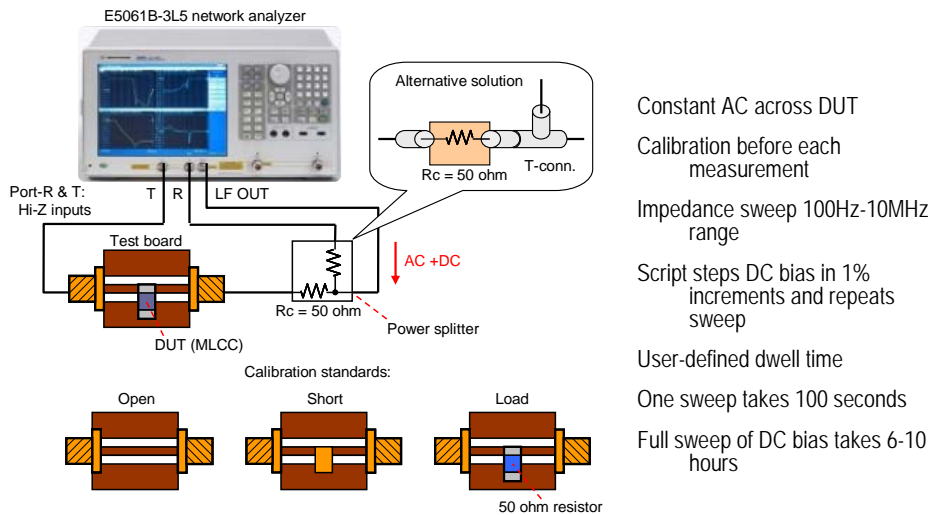 E5061B-3L5 network analyzer
Alternative solution
Rc = 50 ohm
T-conn.
Port-R & T:
Hi-Z inputs
T
R
LF OUT
Test board
AC +DC
Rc = 50 ohm
Power splitter
DUT (MLCC)
Calibration standards:
Open
Short
Load
50 ohm resistor
Constant AC across DUT
Calibration before each
measurement
Impedance sweep 100Hz-10MHz
range
Script steps DC bias in 1%
increments and repeats
sweep
User-defined dwell time
One sweep takes 100 seconds
Full sweep of DC bias takes 6-10
hours